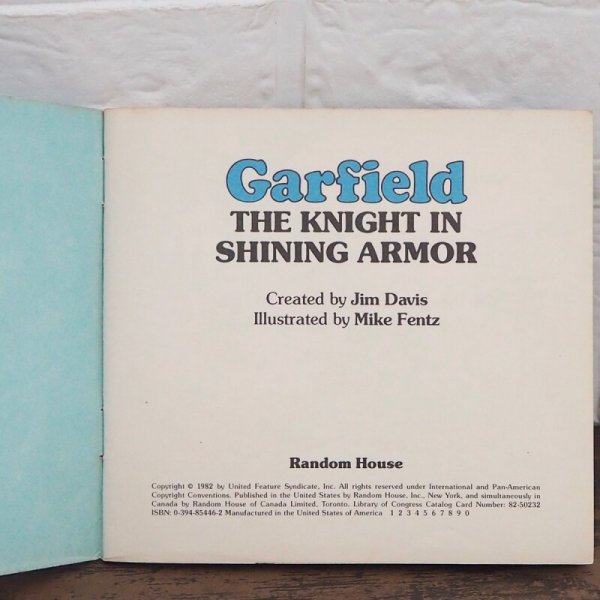 Garfield
THE KNIGHT IN
SHINING ARMOR
Created by Jim Davis
Illustrated by Mike Fentz
Random House
Copyright © 1982 by United Feature Syndicate, Inc. All rights reserved under International and Pan-American
Copyright Conventions. Published in the United States by Random House, Inc., New York, and simultaneously in
Canada by Random House of Canada Limited, Toronto. Library of Congress Catalog Card Number: 82-50232
ISBN: 0-394-85446-2 Manufactured in the United States of America 1 2 3 4 5 6 7 8 9 0